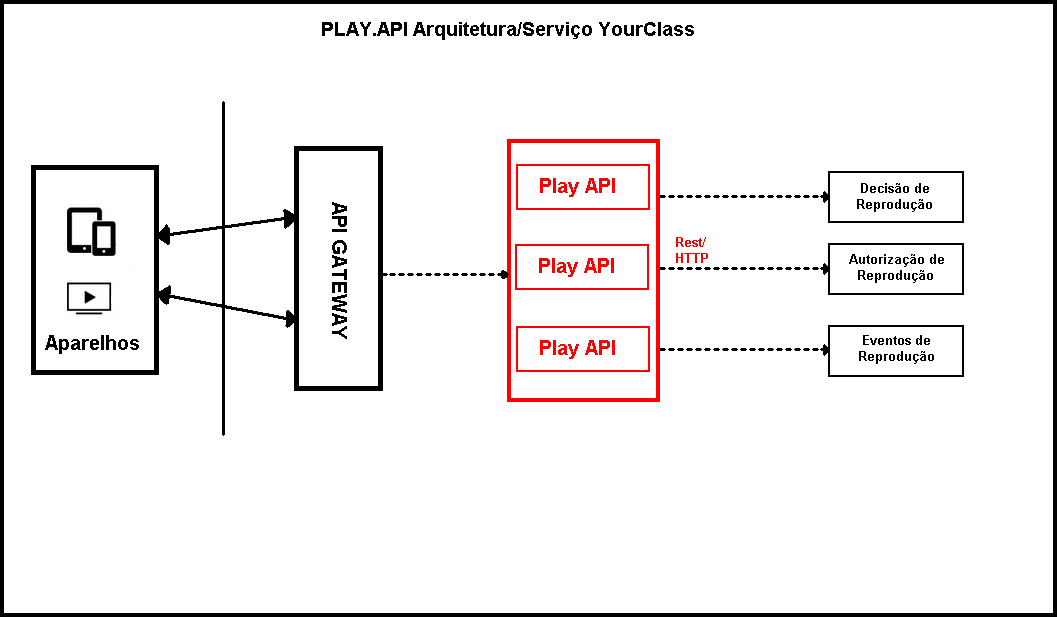 PLAY.API Arquitetura/Serviço YourClass
Aparelhos
API GATEWAY
Play API
Play API
Play API
Rest/
HTTP
Decisão de
Reprodução
Autorização de
Reprodução
Eventos de
Reprodução